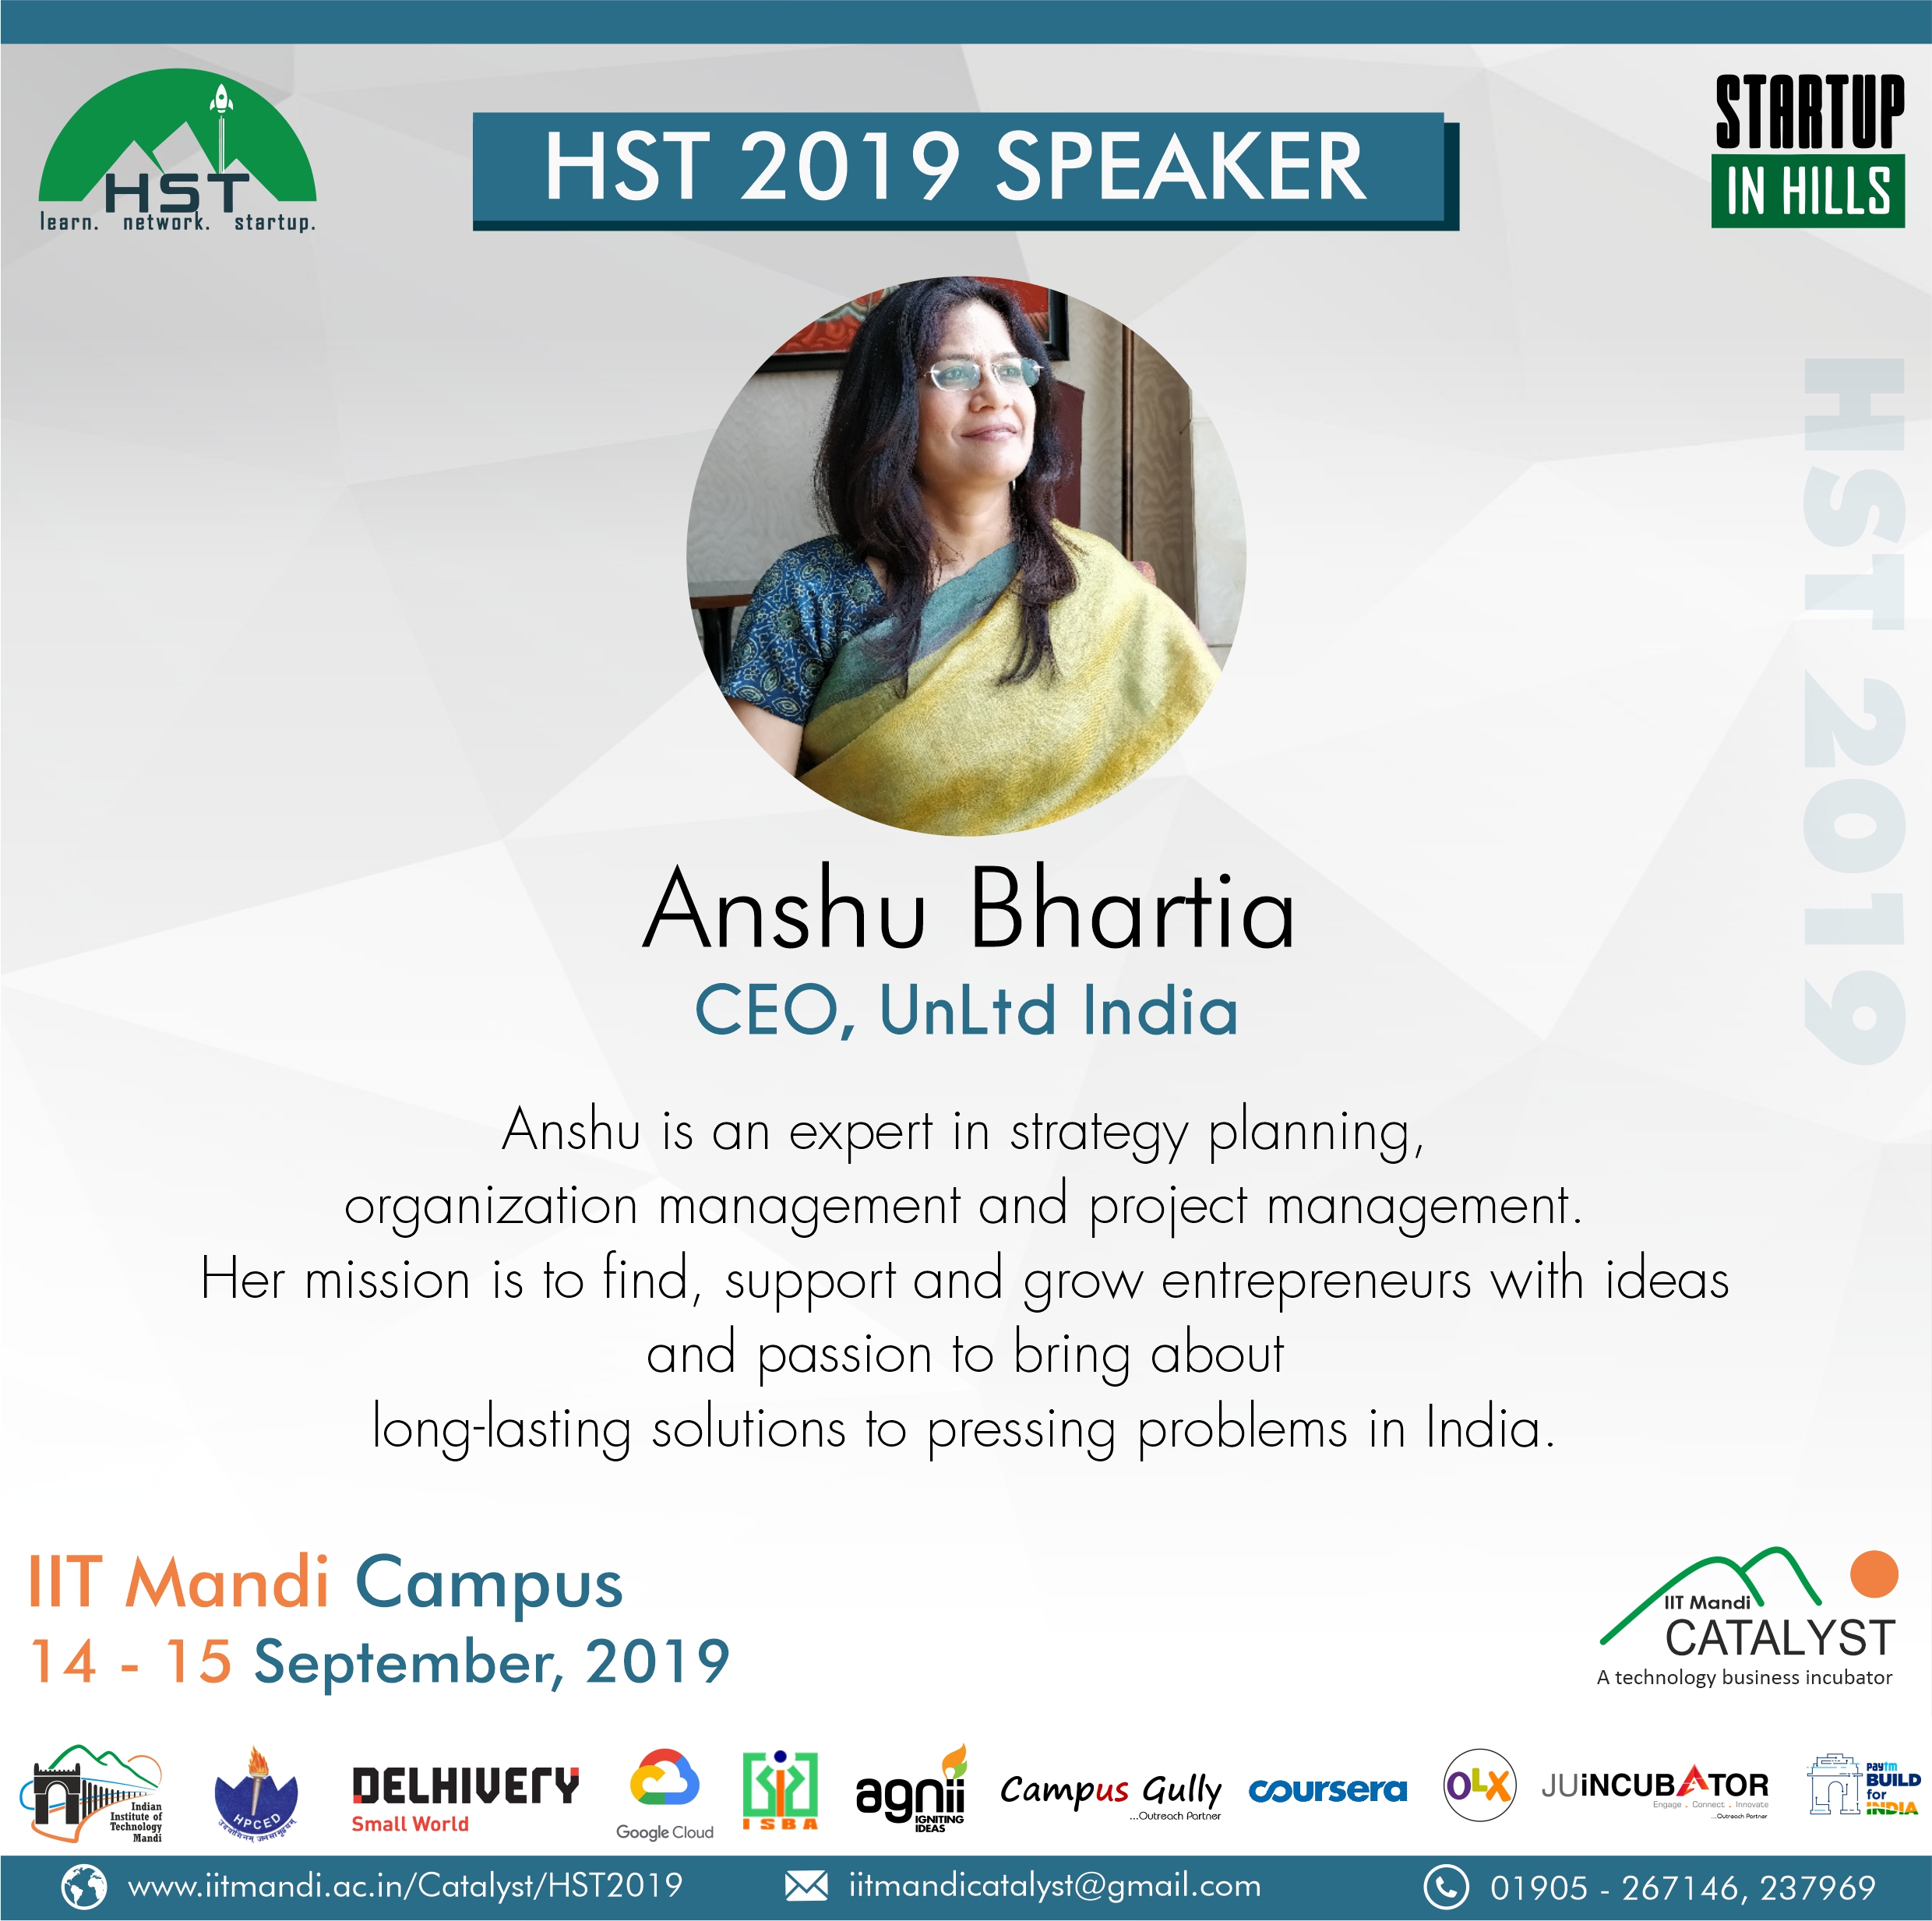 HST
learn. network. startup.
HST 2019 SPEAKER
STARTUP
IN HILLS
HST 2019
Anshu Bhartia
CEO, UnLtd India
Anshu is an expert in strategy planning,
organization management and project management.
Her mission is to find, support and grow entrepreneurs with ideas
and passion to bring about
long-lasting solutions to pressing problems in India.
IIT Mandi Campus
14 - 15 September, 2019
IIT Mandi
CATALYST
A technology business incubator
Indian
Institute of
Technology
Mandi
HPCED
DELHIVERY
Small World
Google Cloud
ISBA
agnii
IGNITING
IDEAS
Campus Gully
...Outreach Partner
coursera
OLX
JUiNCUBATOR
Engage . Connect . Innovate
...Outreach Partner
Paytm
BUILD
for
INDIA
www.iitmandi.ac.in/Catalyst/HST2019
iitmandicatalyst@gmail.com
01905 - 267146, 237969